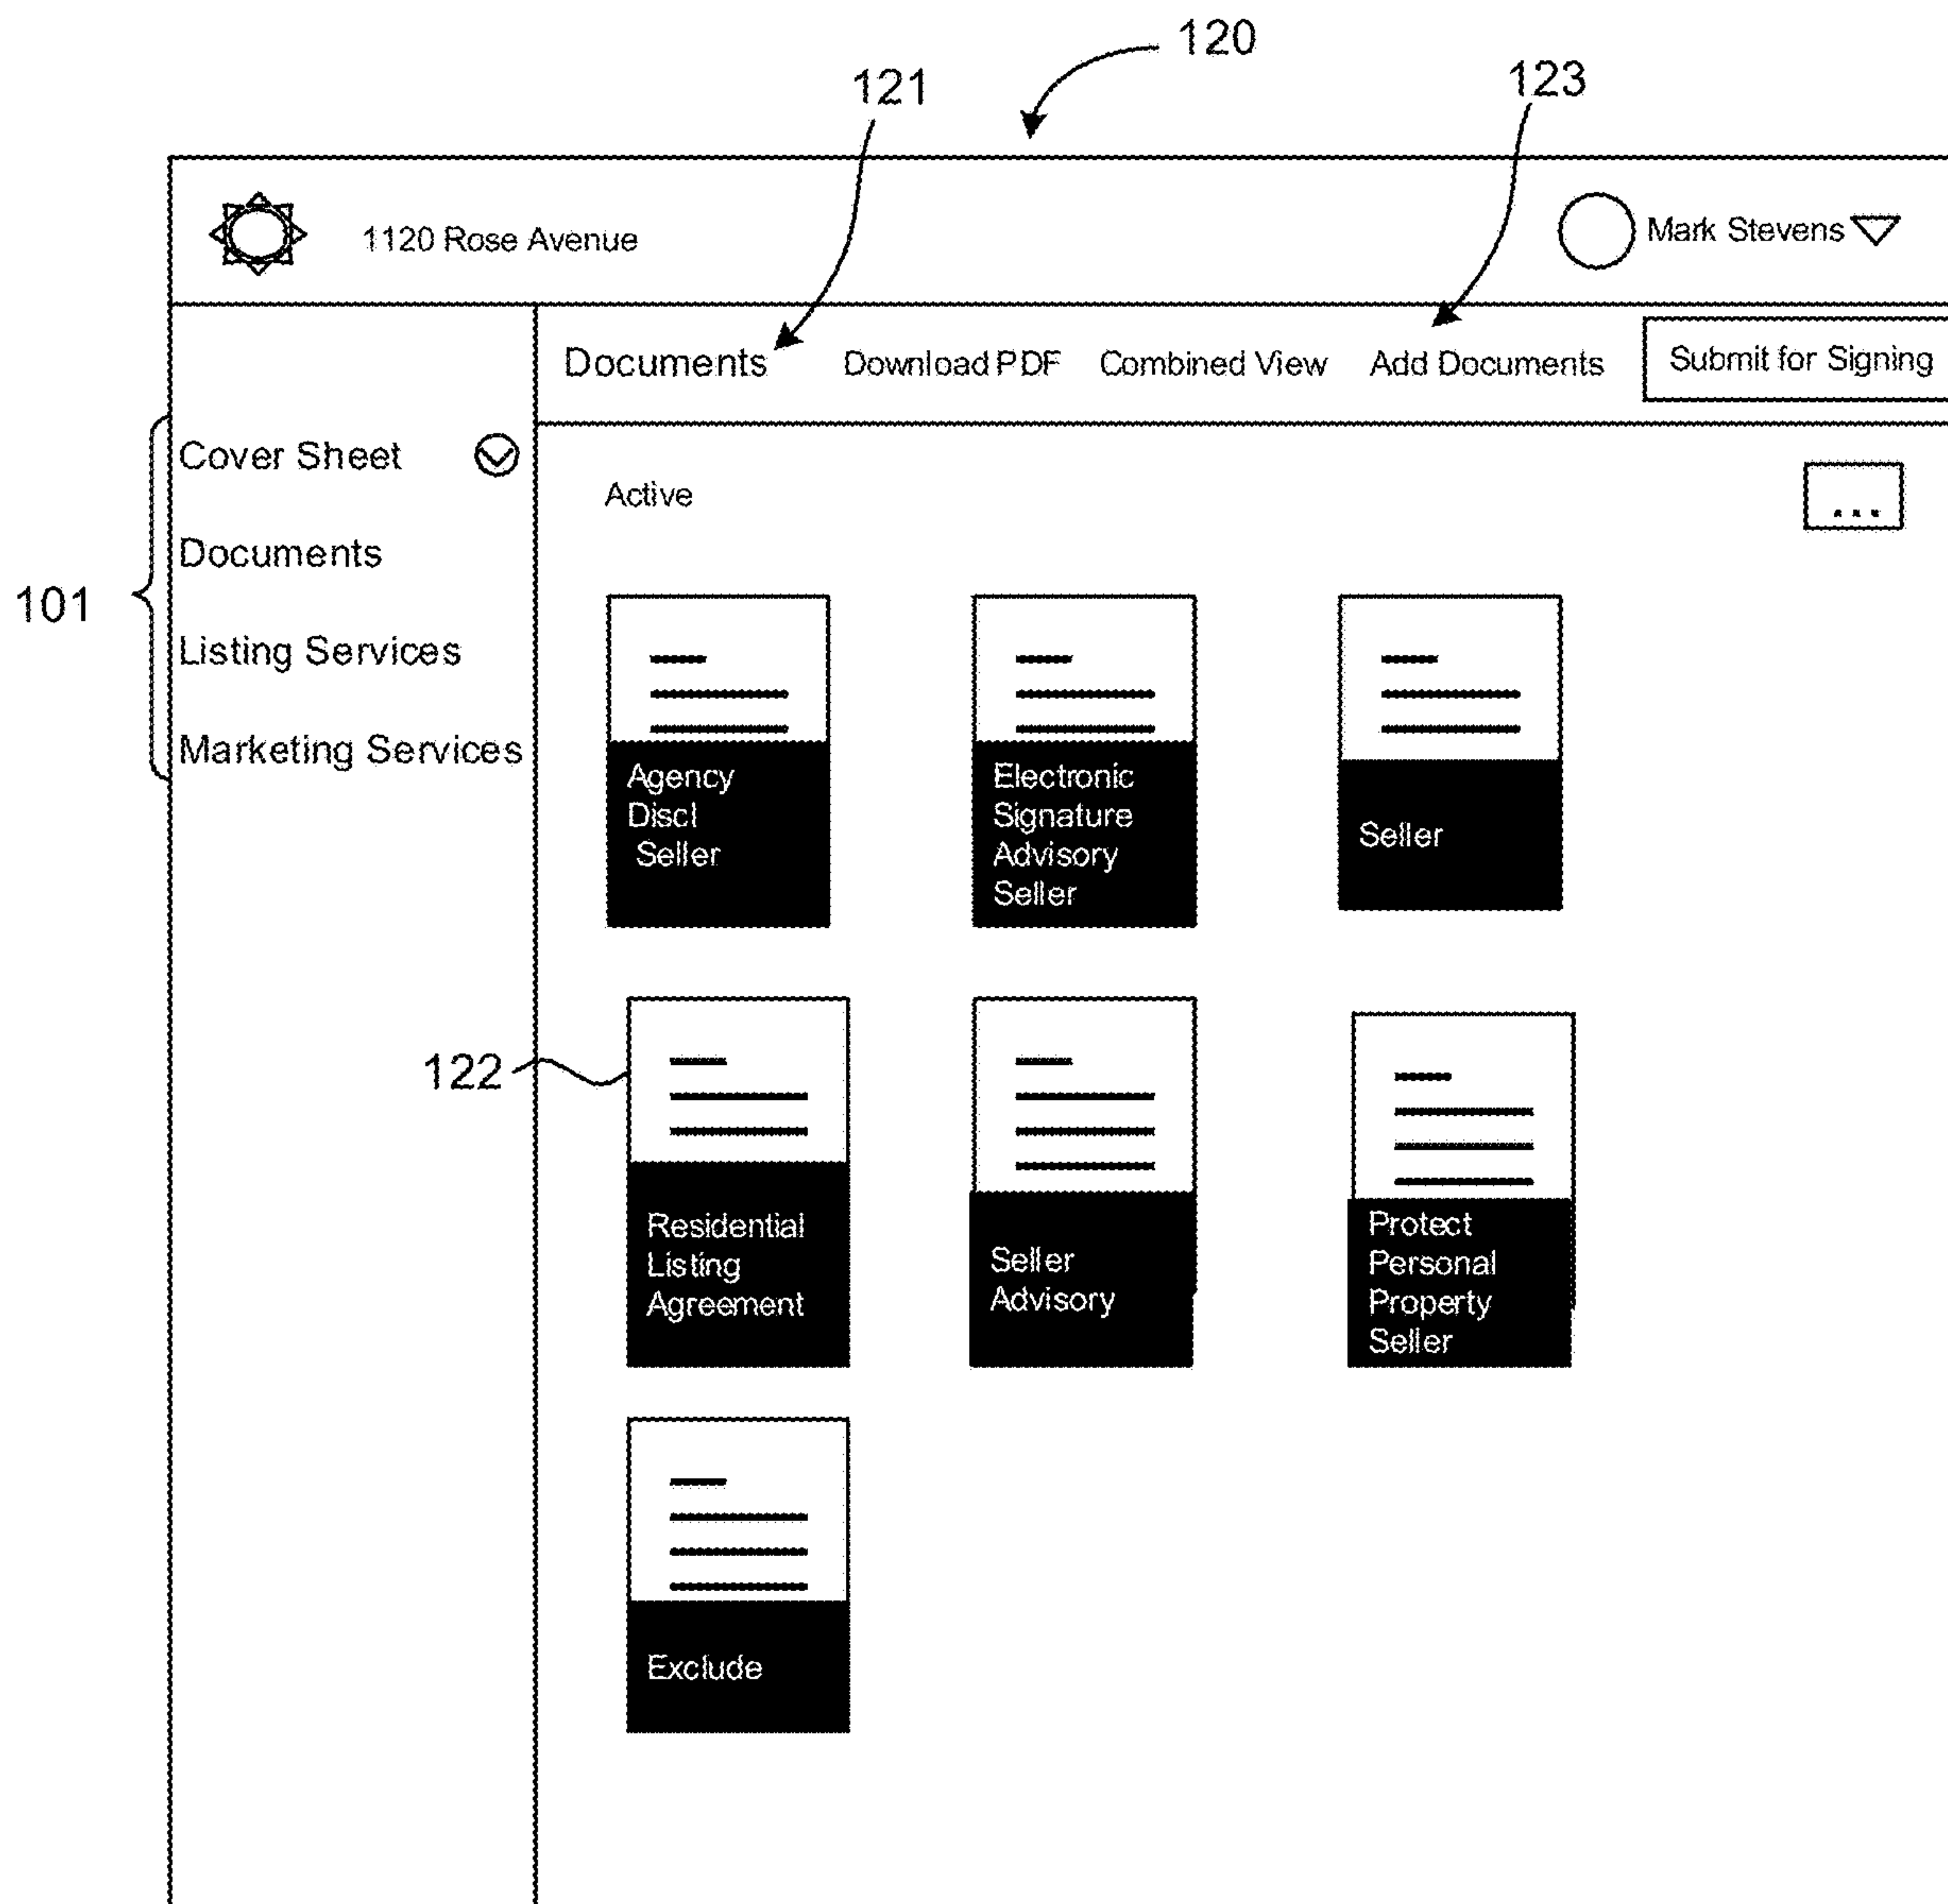 120
121
123
1120 Rose Avenue
Mark Stevens
Documents
Download PDF
Combined View
Add Documents
Submit for Signing
101
Cover Sheet
Documents
Listing Services
Marketing Services
Active
...
Agency
Discl
Seller
Electronic
Signature
Advisory
Seller
Seller
122
Residential
Listing
Agreement
Seller
Advisory
Protect
Personal
Property
Seller
Exclude